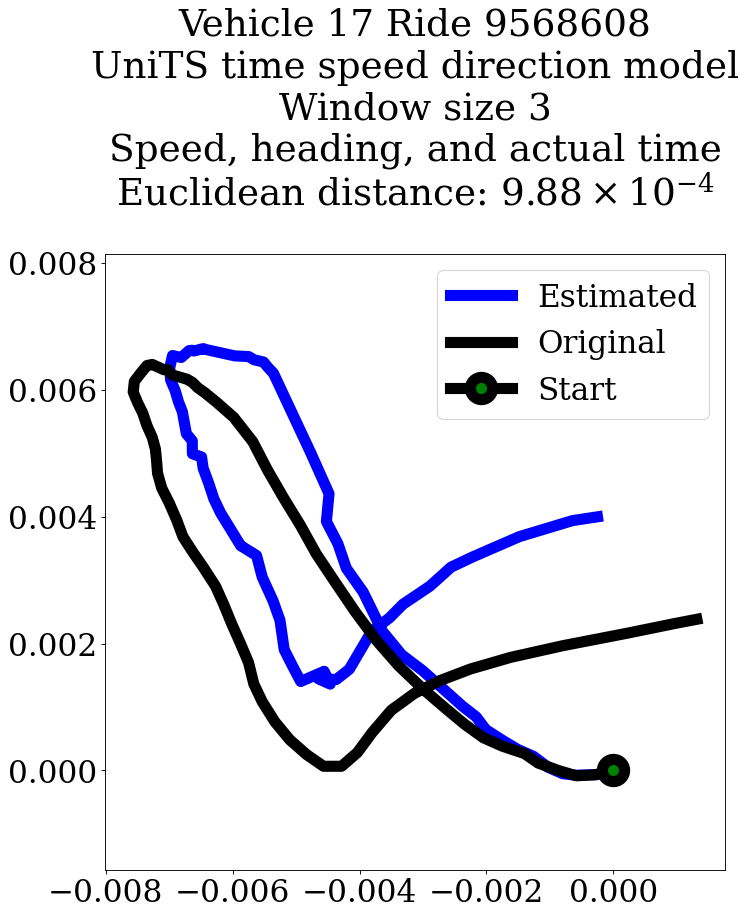 Vehicle 17 Ride 9568608
UniTS time speed direction model
Window size 3
Speed, heading, and actual time
Euclidean distance: 9.88 × 10⁻⁴
0.008
0.006
0.004
0.002
0.000
Estimated
Original
Start
−0.008 −0.006 −0.004 −0.002 0.000